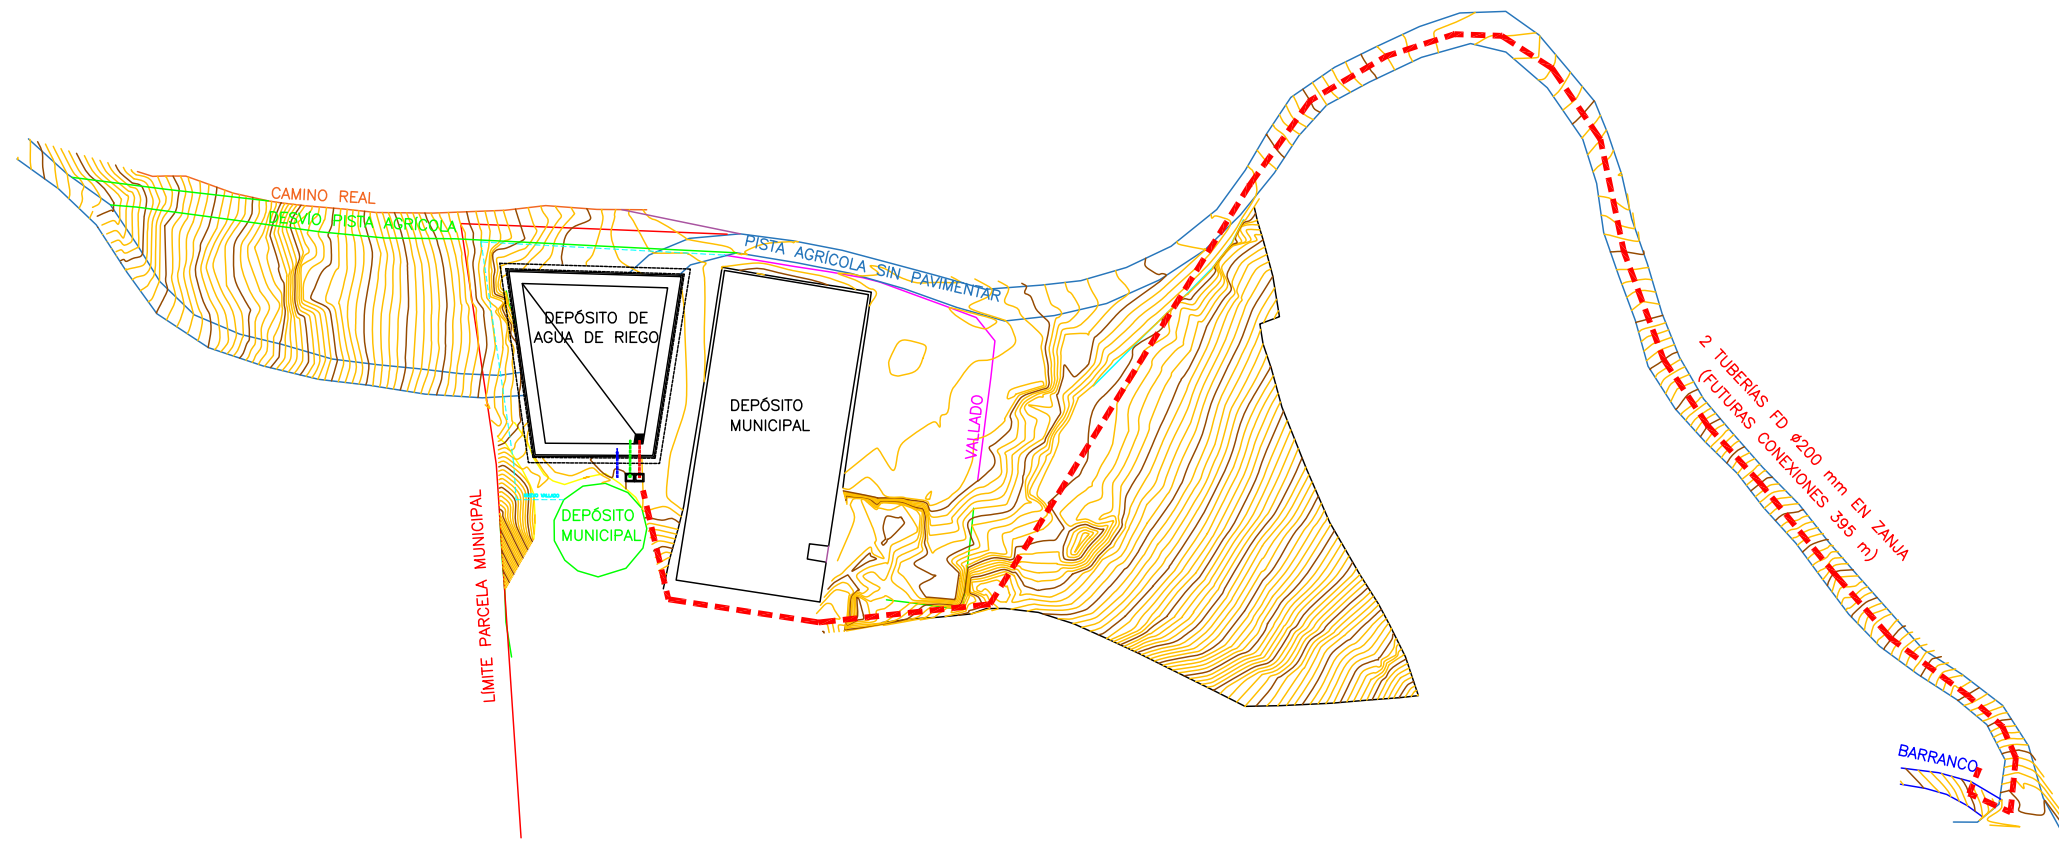 CAMINO REAL
DESVÍO PISTA AGRÍCOLA
PISTA AGRÍCOLA SIN PAVIMENTAR
DEPÓSITO DE
AGUA DE RIEGO
DEPÓSITO
MUNICIPAL
VALLADO
2 TUBERÍAS FD ø200 mm EN ZANJA
(FUTURAS CONEXIONES 395 m)
DEPÓSITO
MUNICIPAL
LÍMITE PARCELA MUNICIPAL
BARRANCO